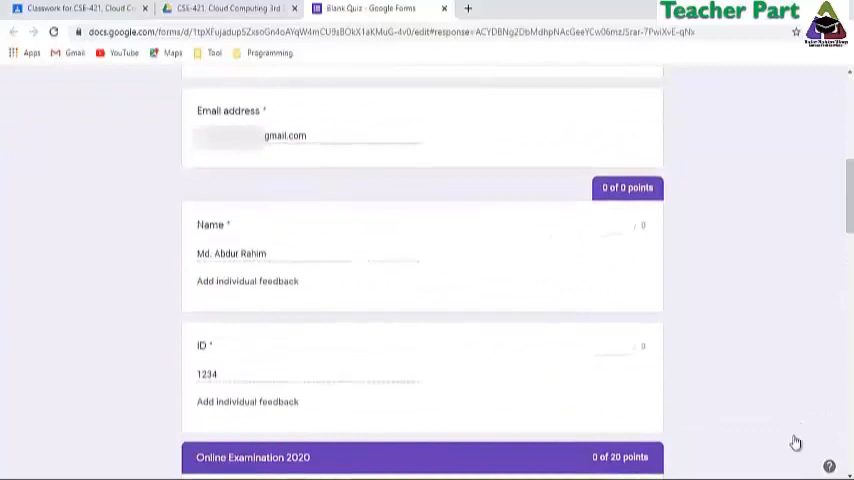 Teacher Part
Classwork for CSE-421, Cloud C
CSE-421, Cloud Computing 3rd
Blank Quiz - Google Forms
Apps
Gmail
YouTube
Maps
Tool
Programming
Email address *
gmail.com
0 of 0 points
Name *
/ 0
Md. Abdur Rahim
Add individual feedback
ID *
0
1234
Add individual feedback
Online Examination 2020
0 of 20 points